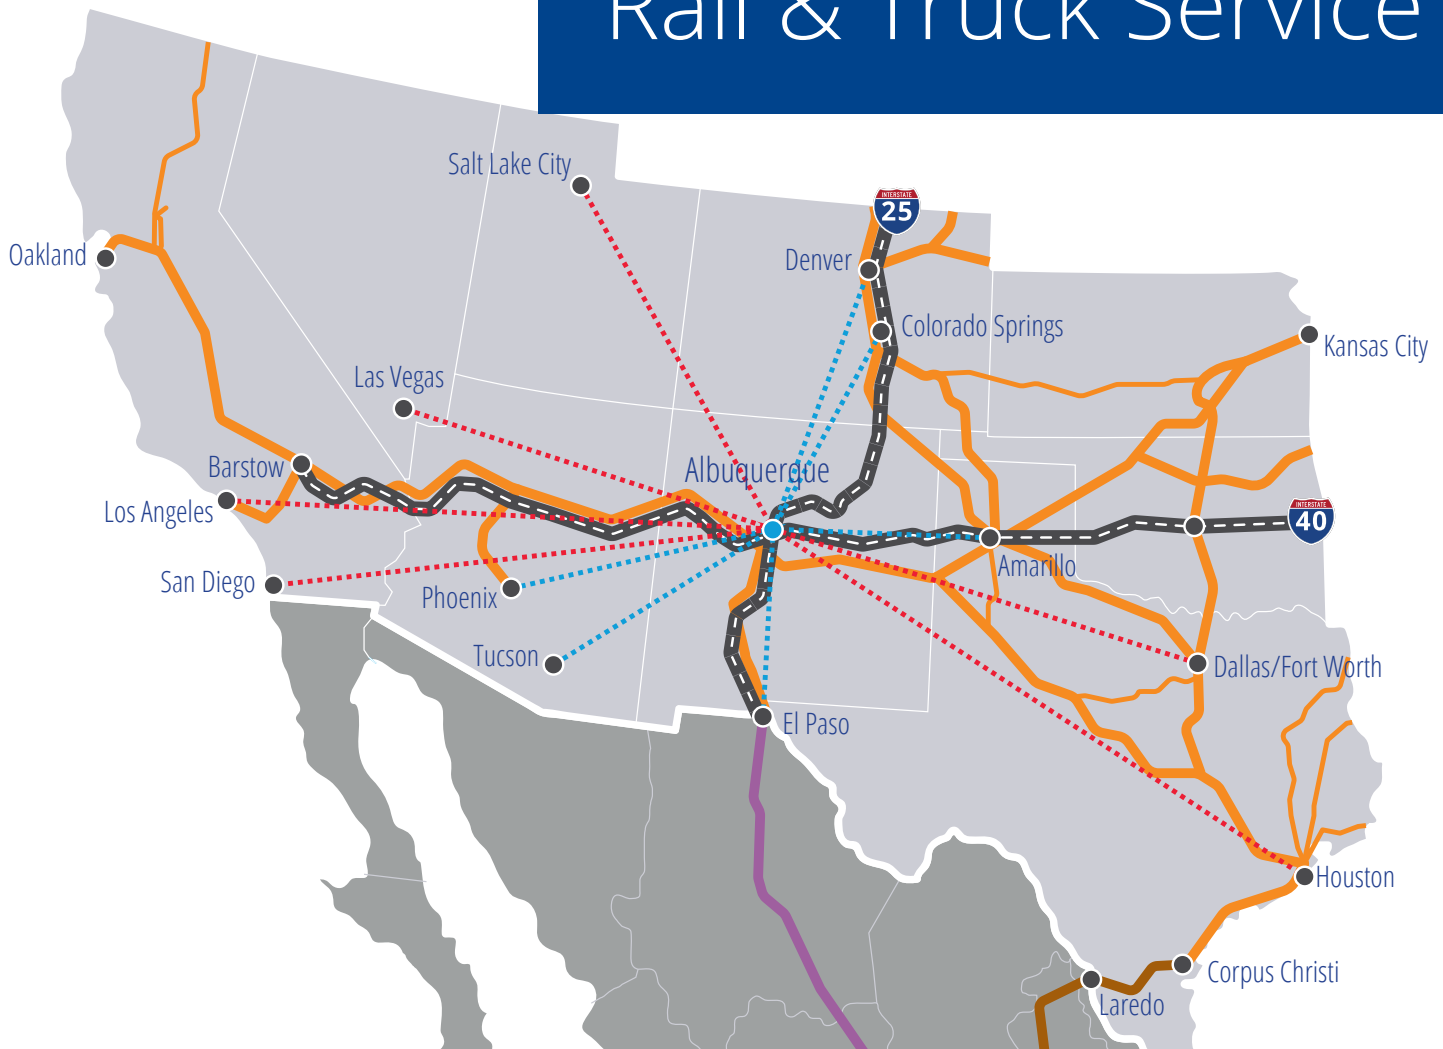 Rail & Truck Service
Salt Lake City
INTERSTATE
25
Oakland
Denver
Colorado Springs
Kansas City
Las Vegas
Barstow
Albuquerque
Los Angeles
INTERSTATE
40
Amarillo
San Diego
Phoenix
Tucson
Dallas/Fort Worth
El Paso
Houston
Corpus Christi
Laredo